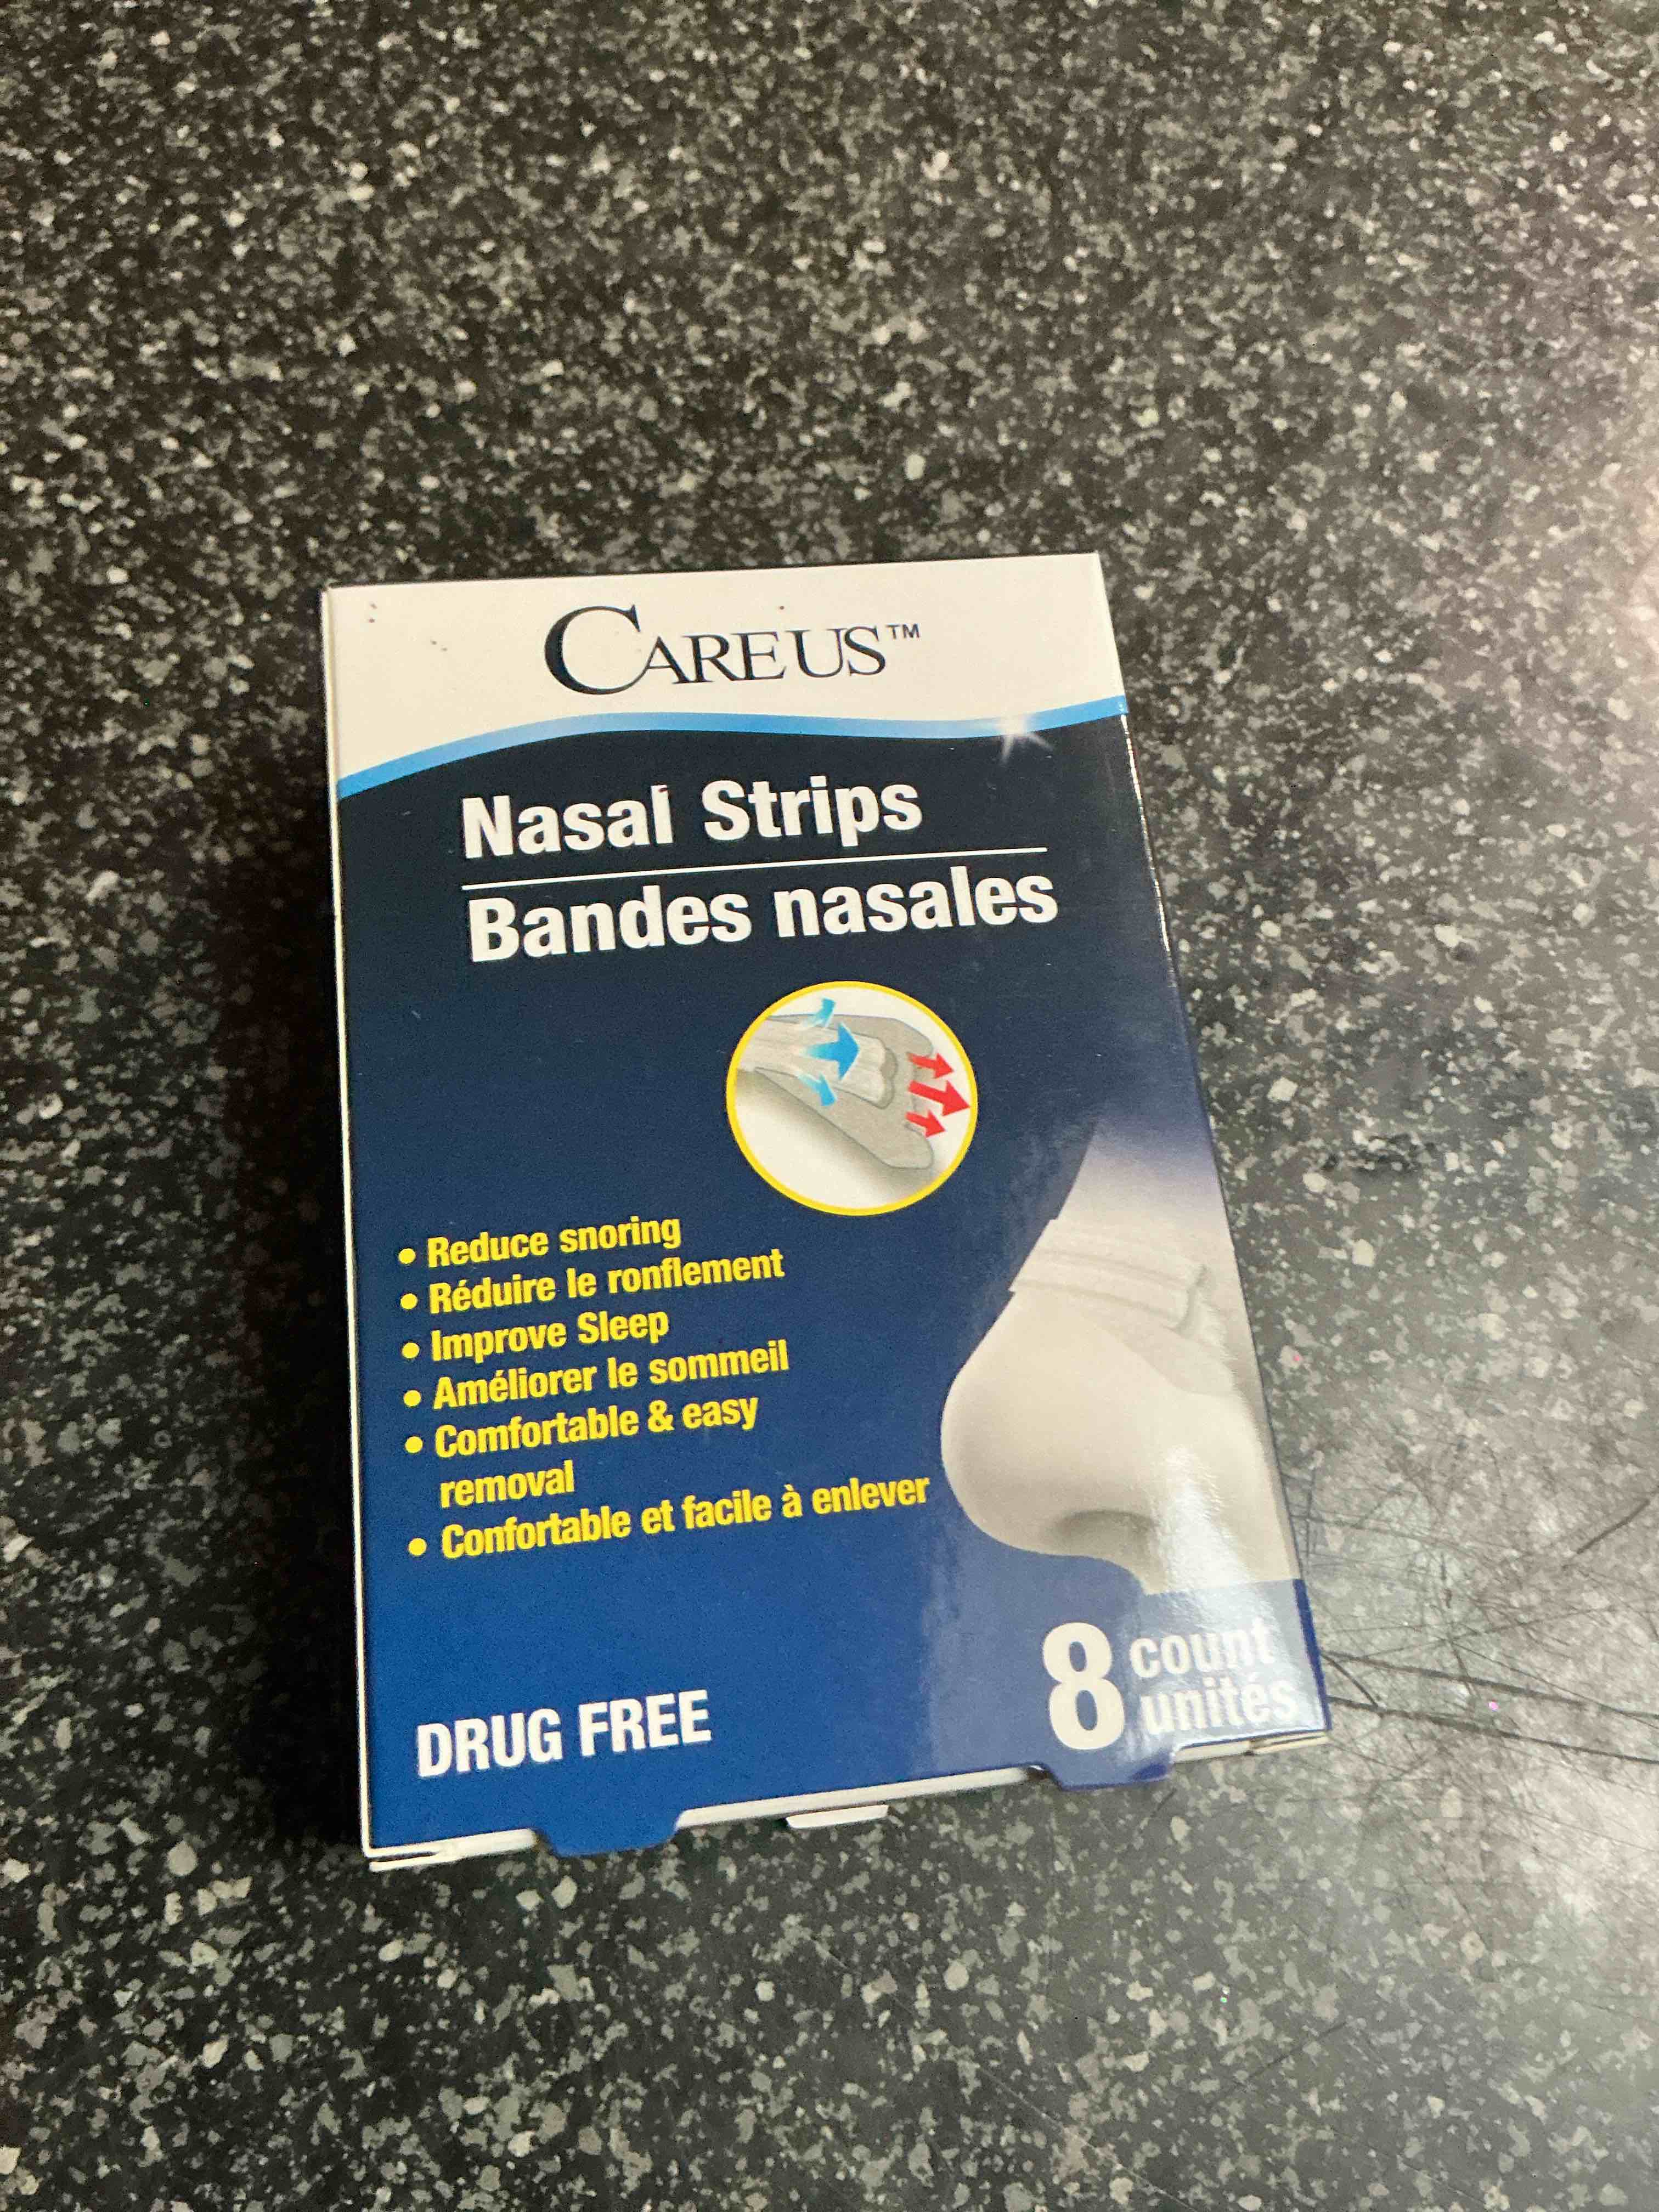 CAREUS™
Nasal Strips
Bandes nasales
• Reduce snoring
• Réduire le ronflement
• Improve Sleep
• Améliorer le sommeil
• Comfortable & easy
removal
• Confortable et facile à enlever
DRUG FREE
8 count
unités